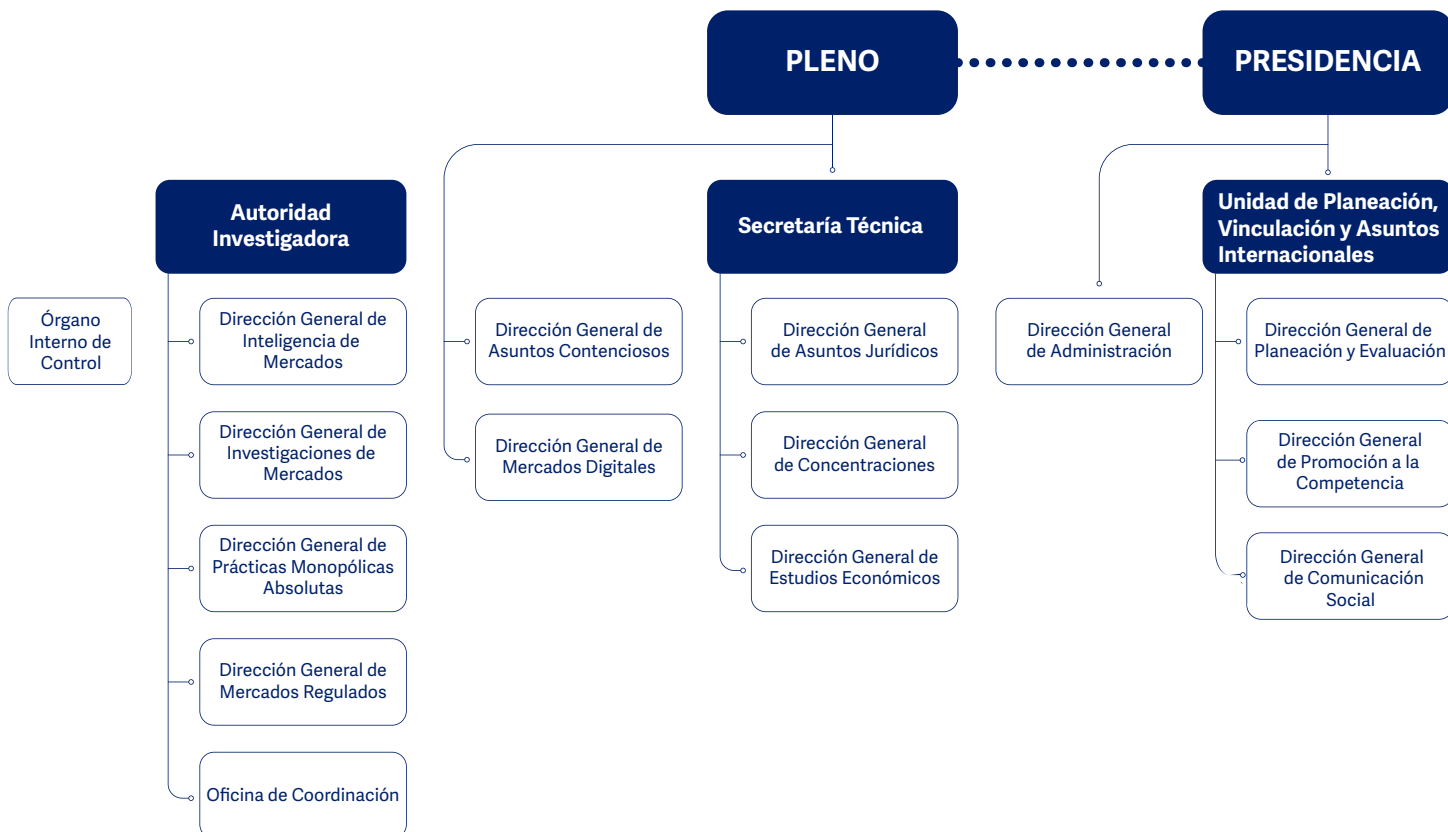 PLENO
PRESIDENCIA
Autoridad
Investigadora
Secretaría Técnica
Unidad de Planeación,
Vinculación y Asuntos
Internacionales
Órgano
Interno de
Control
Dirección General de
Inteligencia de
Mercados
Dirección General de
Investigaciones de
Mercados
Dirección General de
Prácticas Monopólicas
Absolutas
Dirección General de
Mercados Regulados
Oficina de Coordinación
Dirección General de
Asuntos Contenciosos
Dirección General de
Mercados Digitales
Dirección General
de Asuntos Jurídicos
Dirección General
de Concentraciones
Dirección General de
Estudios Económicos
Dirección General
de Administración
Dirección General de
Planeación y Evaluación
Dirección General
de Promoción a la
Competencia
Dirección General
de Comunicación
Social